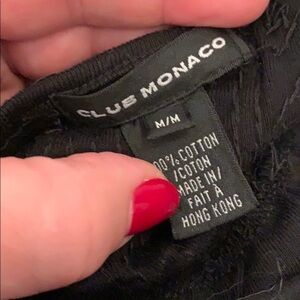 CLUB MONACO
M/M
00% COTTON
/COTON
MADE IN/
FAIT À
HONG KONG